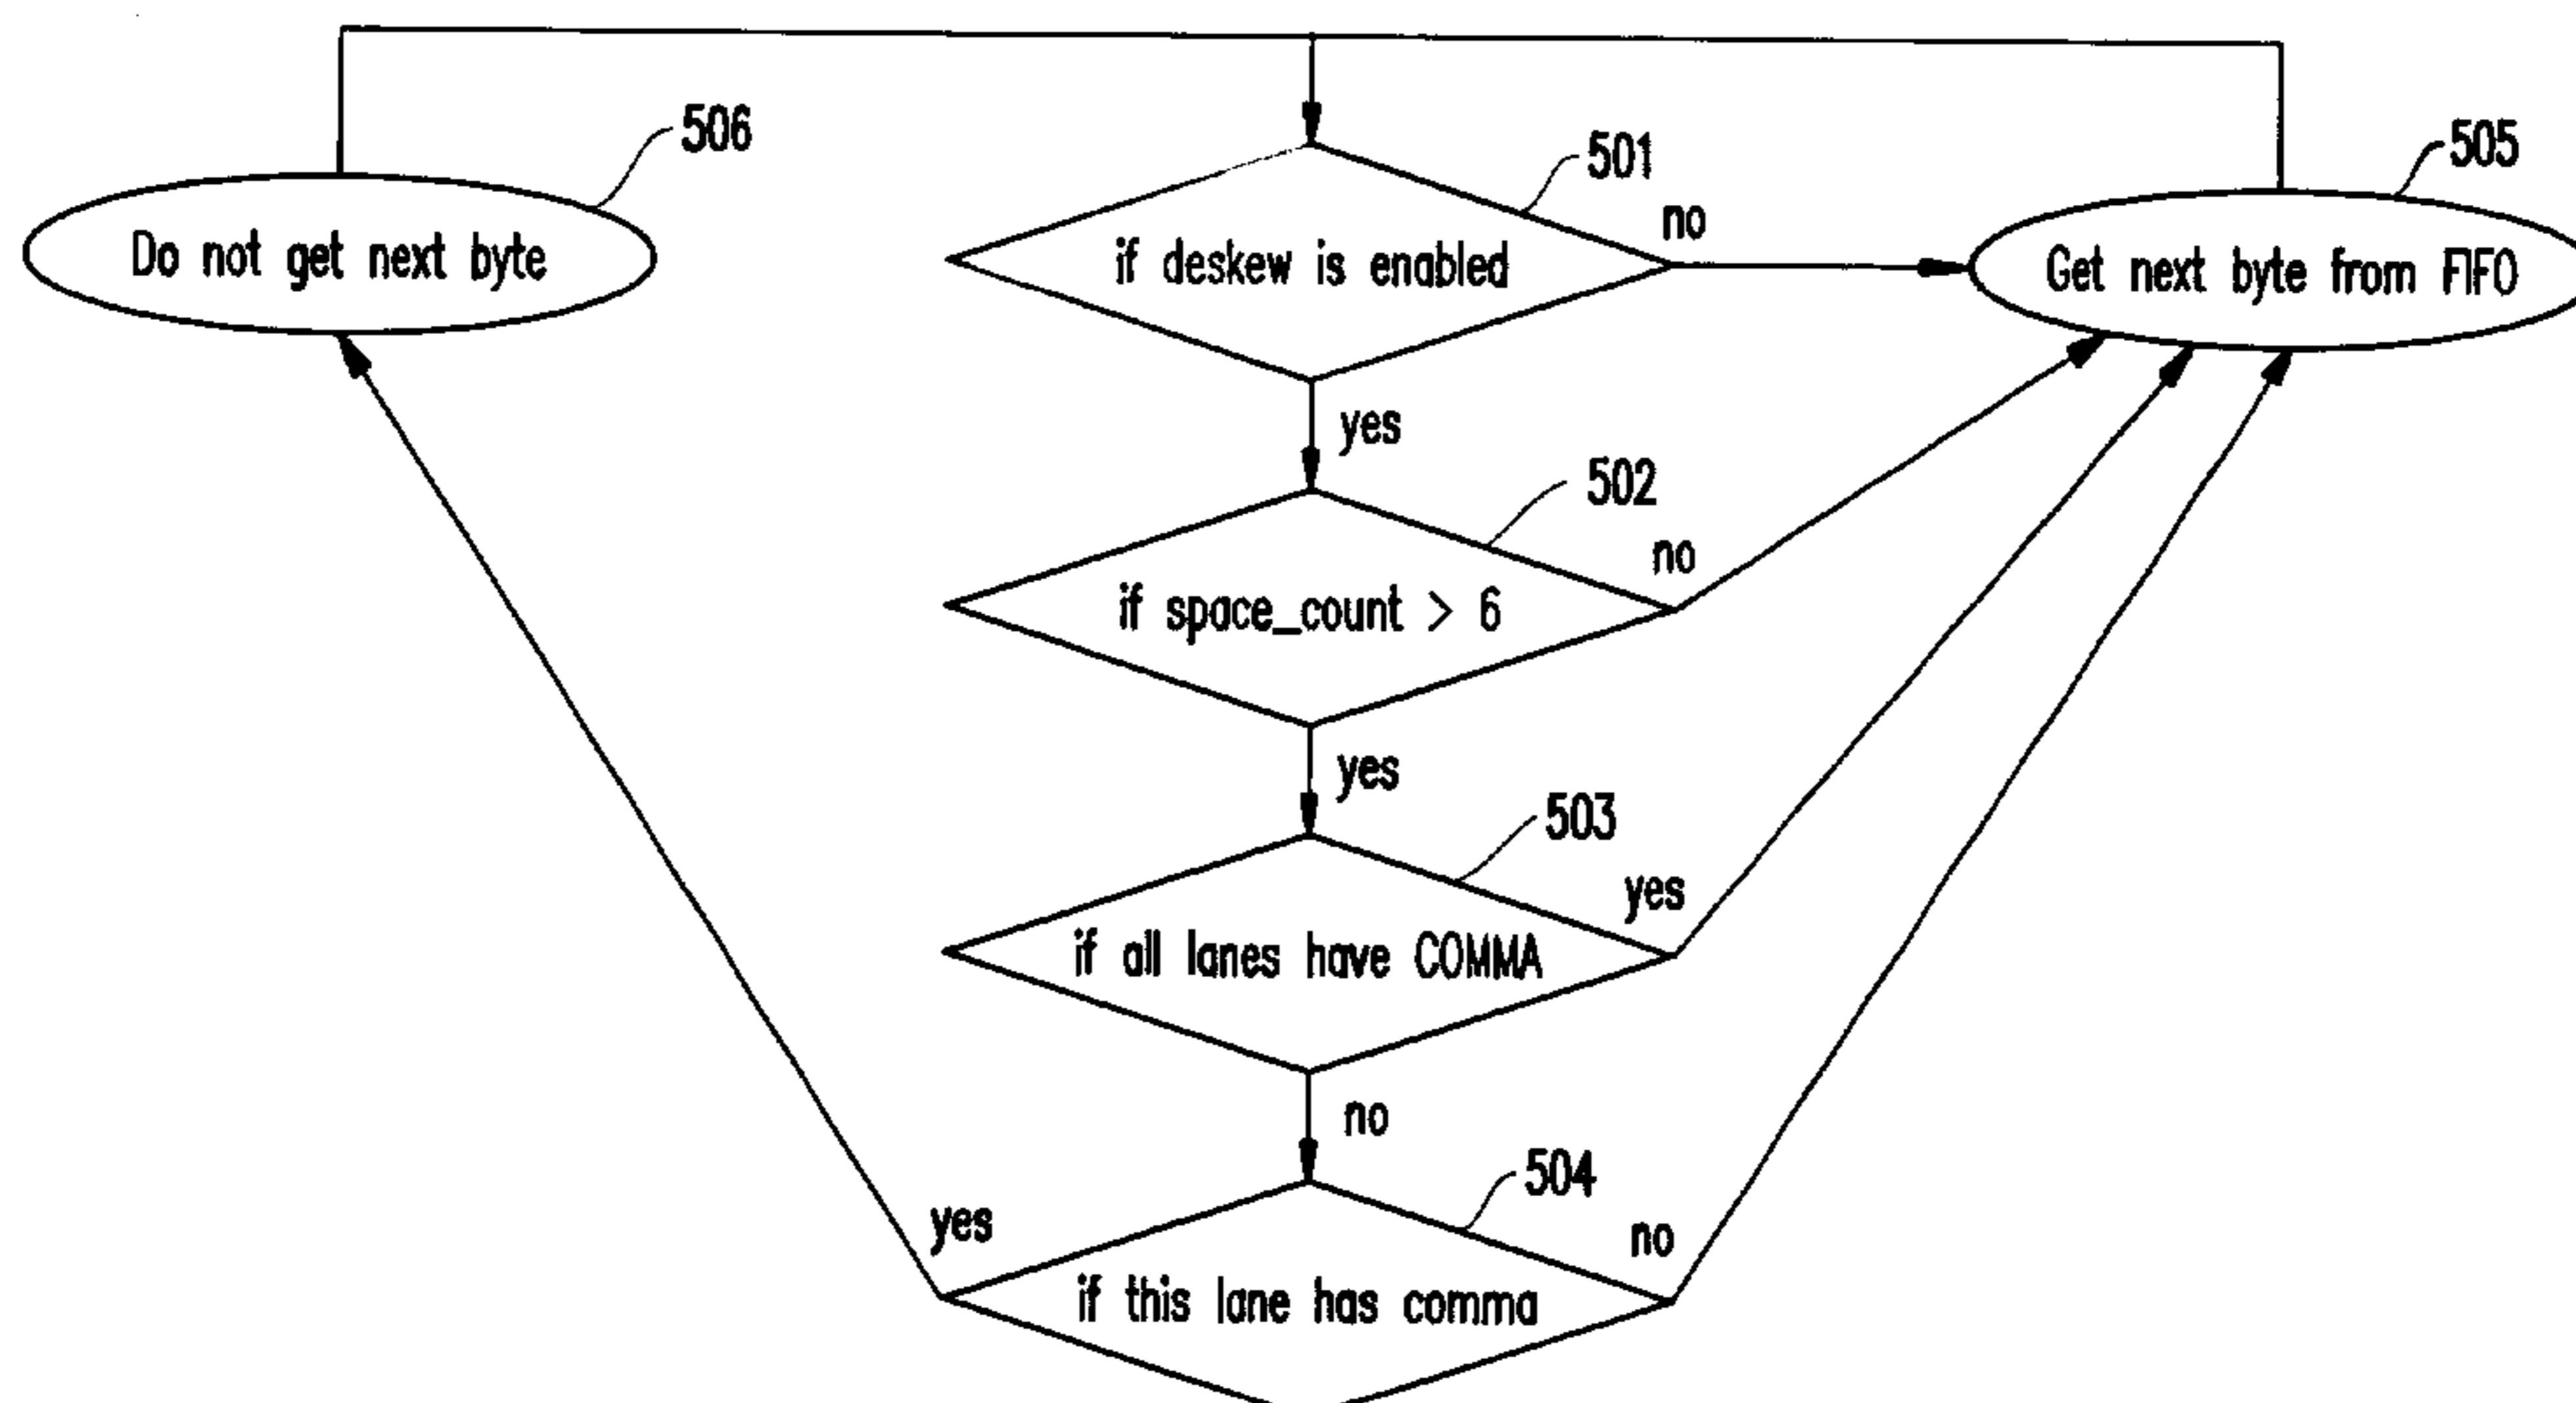 506
501
505
no
Do not get next byte
if deskew is enabled
Get next byte from FIFO
yes
502
no
if space_count > 6
yes
503
yes
if all lanes have COMMA
no
504
yes
no
if this lane has comma